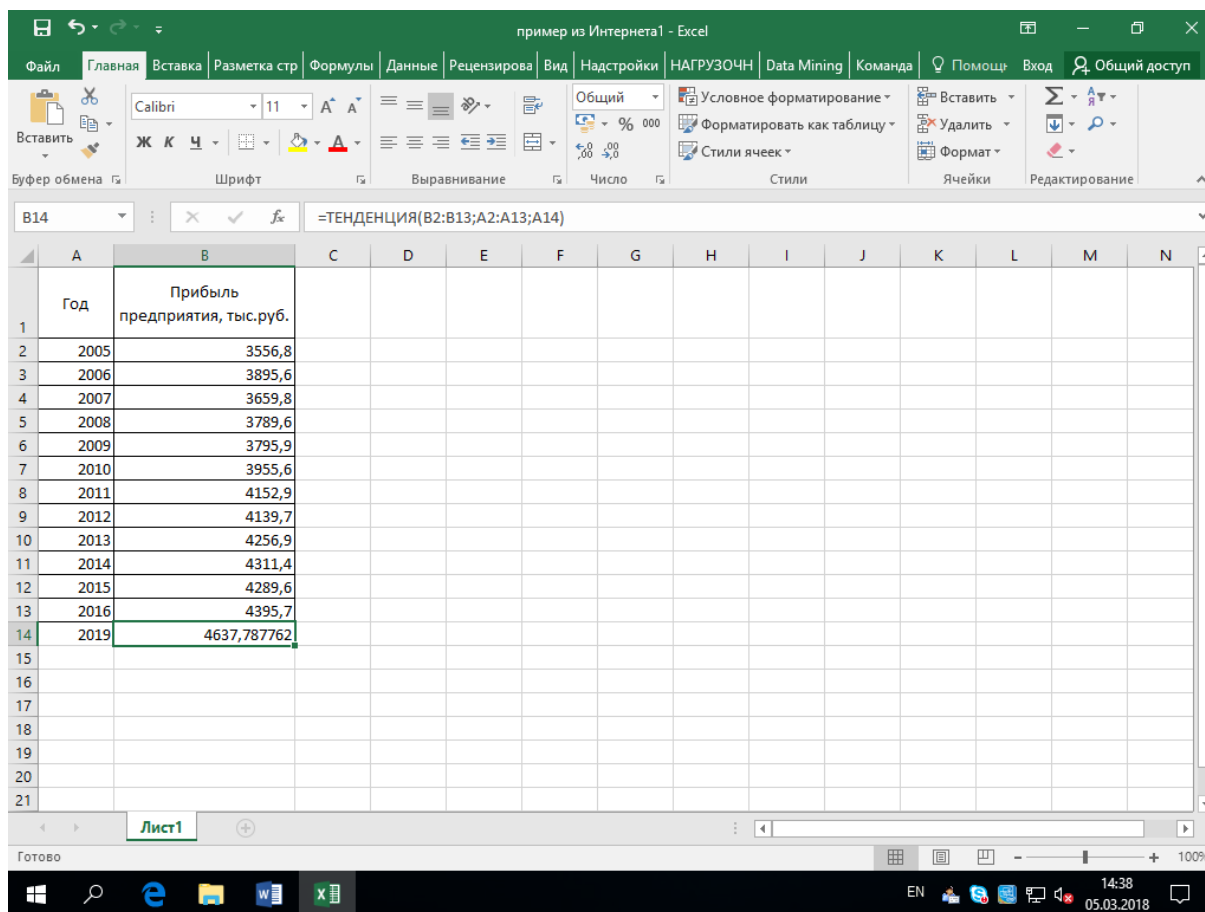 пример из Интернета1 - Excel
Файл Главная Вставка Разметка стр Формулы Данные Рецензирова Вид Надстройки НАГРУЗОЧН Data Mining Команда Помощь Вход Общий доступ
Вставить
Calibri 11
Ж К Ч
Общий
% 000
Условное форматирование
Форматировать как таблицу
Стили ячеек
Вставить
Удалить
Формат
Буфер обмена Шрифт Выравнивание Число Стили Ячейки Редактирование
B14 fx =ТЕНДЕНЦИЯ(B2:B13;A2:A13;A14)
A B C D E F G H I J K L M N
1 Год Прибыль
предприятия, тыс.руб.
2 2005 3556,8
3 2006 3895,6
4 2007 3659,8
5 2008 3789,6
6 2009 3795,9
7 2010 3955,6
8 2011 4152,9
9 2012 4139,7
10 2013 4256,9
11 2014 4311,4
12 2015 4289,6
13 2016 4395,7
14 2019 4637,787762
15
16
17
18
19
20
21
Лист1
Готово 100%
EN 14:38
05.03.2018